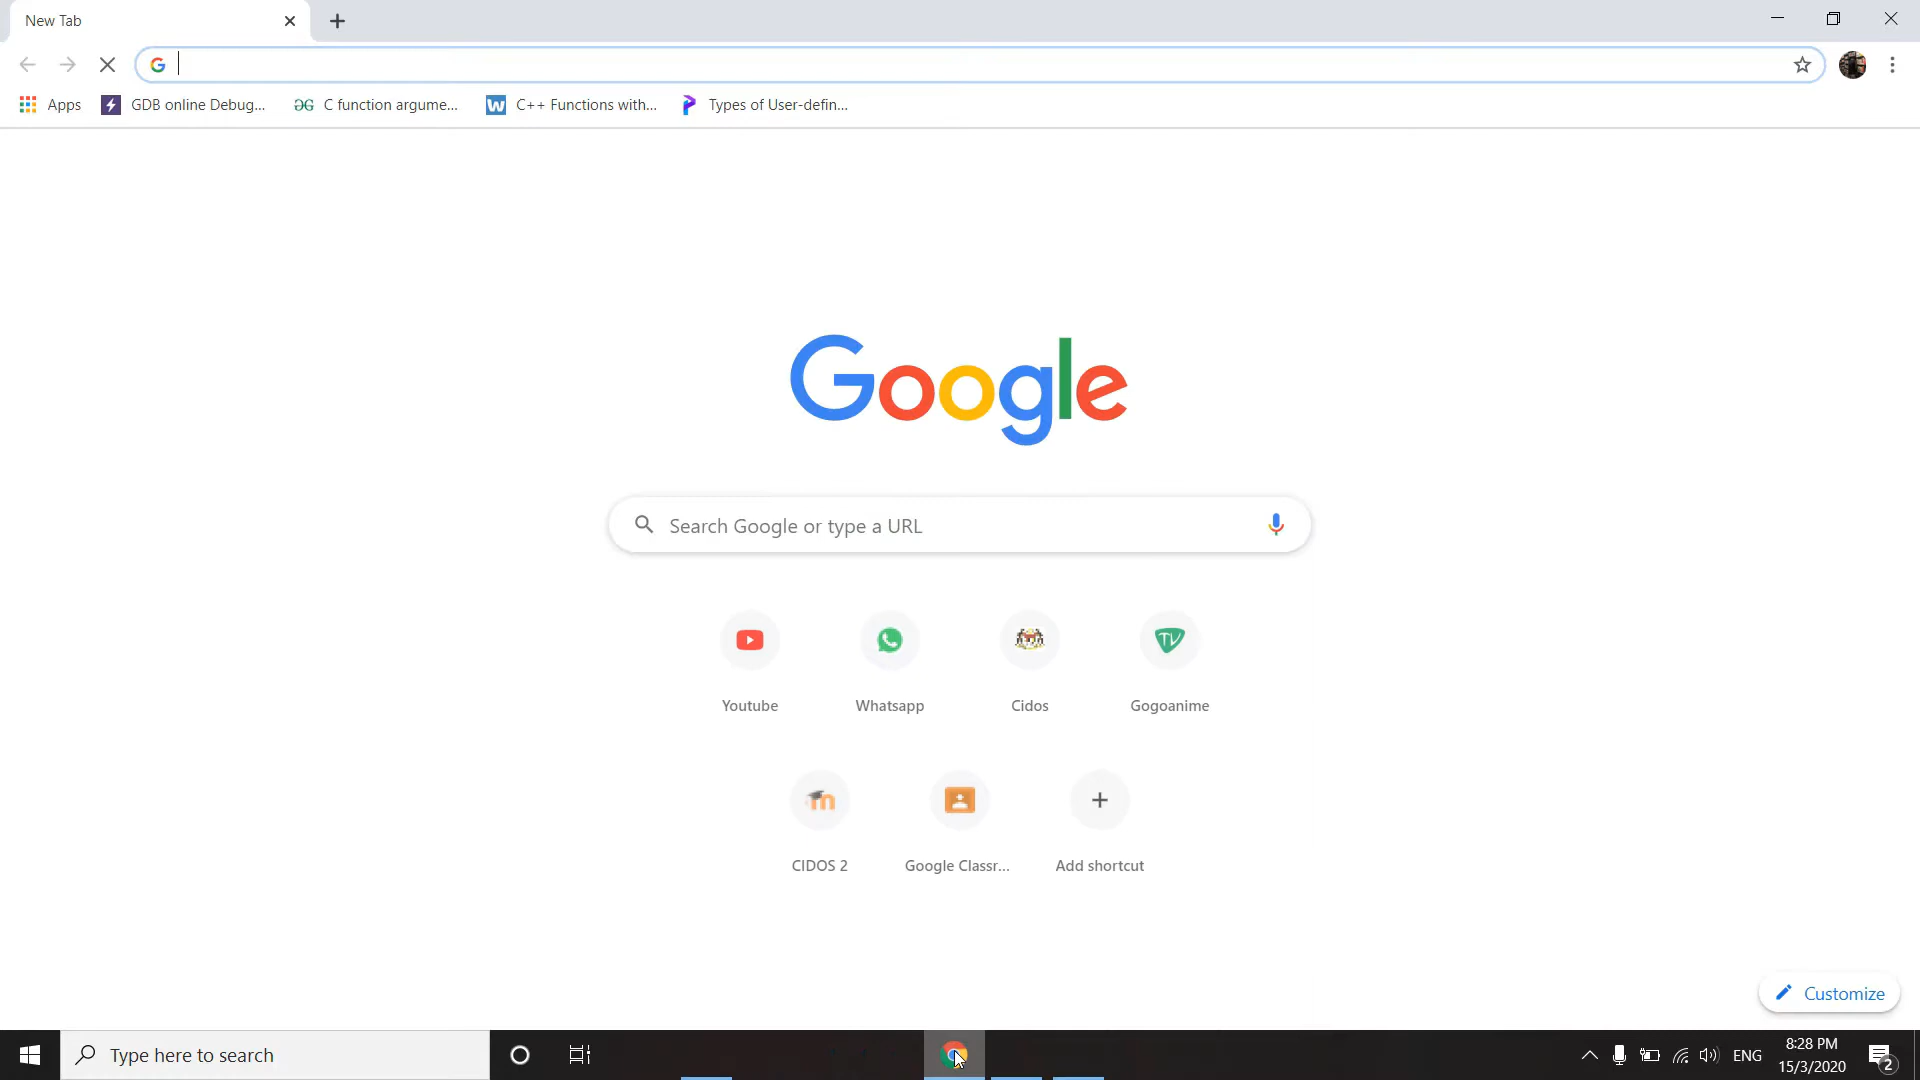 New Tab
Apps GDB online Debug... C function argume... C++ Functions with... Types of User-defin...
Google
Search Google or type a URL
Youtube Whatsapp Cidos Gogoanime
CIDOS 2 Google Classr... Add shortcut
Customize
Type here to search
ENG
8:28 PM
15/3/2020
2